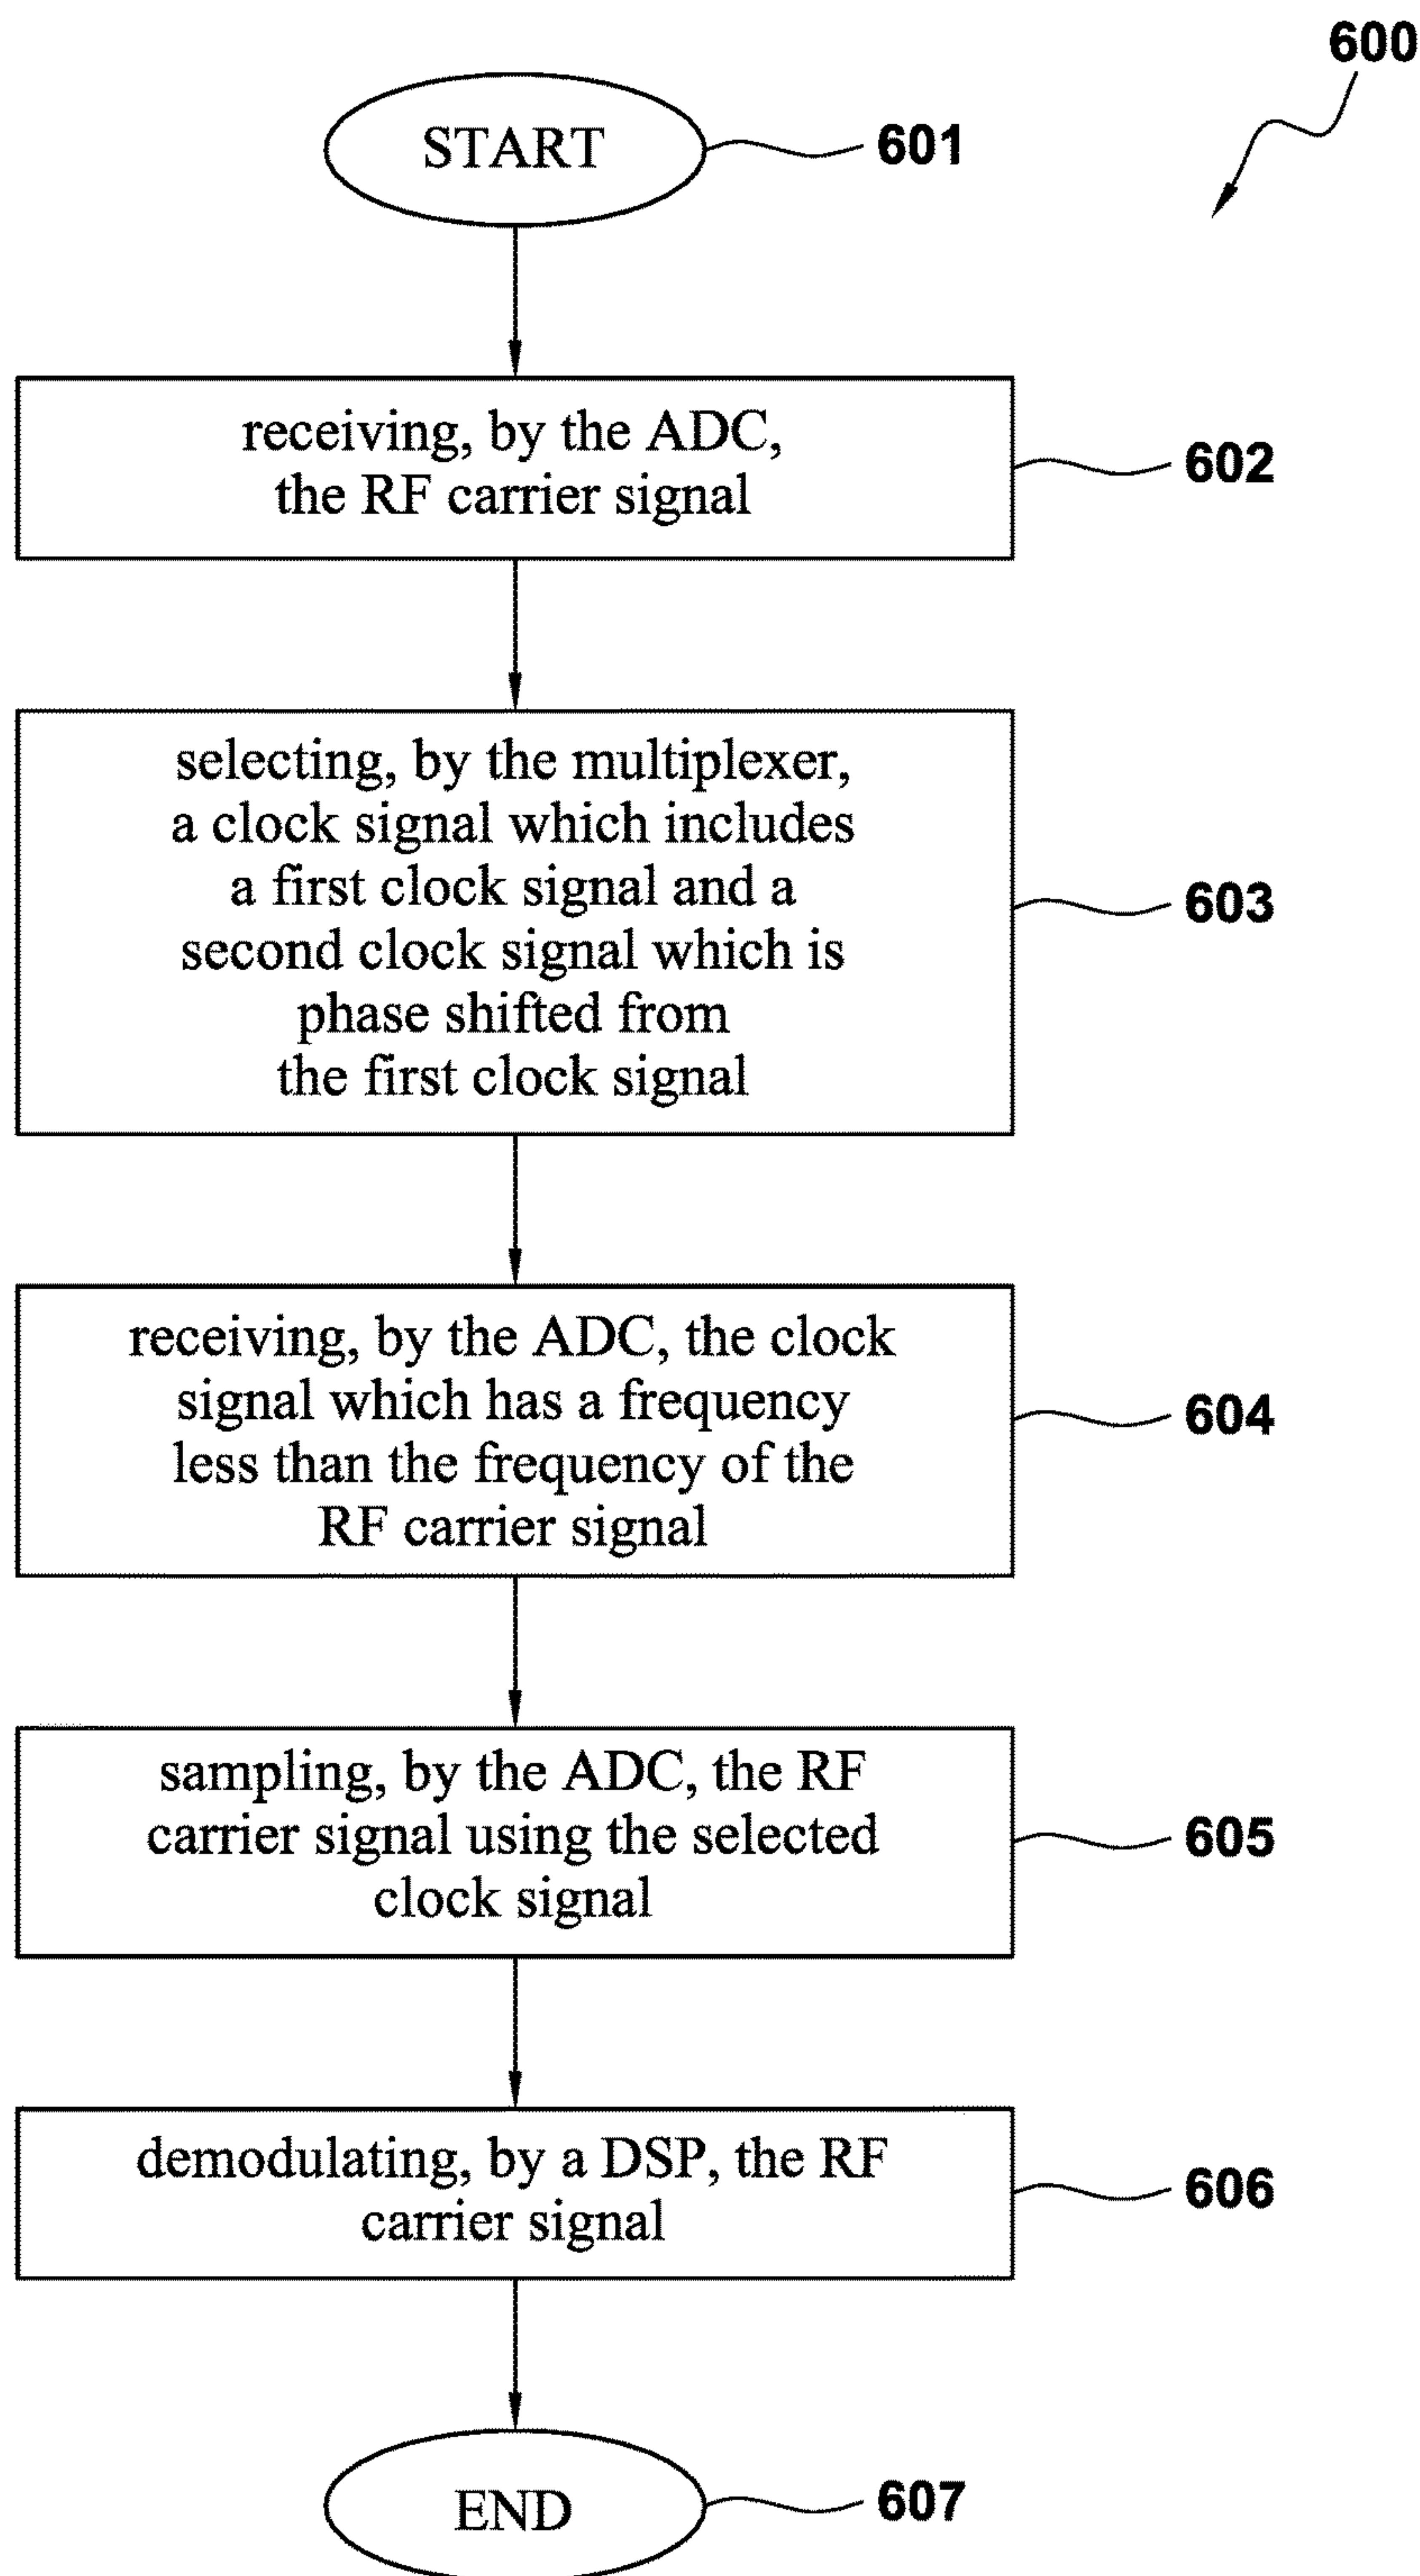 600
START
601
receiving, by the ADC,
the RF carrier signal
602
selecting, by the multiplexer,
a clock signal which includes
a first clock signal and a
second clock signal which is
phase shifted from
the first clock signal
603
receiving, by the ADC, the clock
signal which has a frequency
less than the frequency of the
RF carrier signal
604
sampling, by the ADC, the RF
carrier signal using the selected
clock signal
605
demodulating, by a DSP, the RF
carrier signal
606
END
607